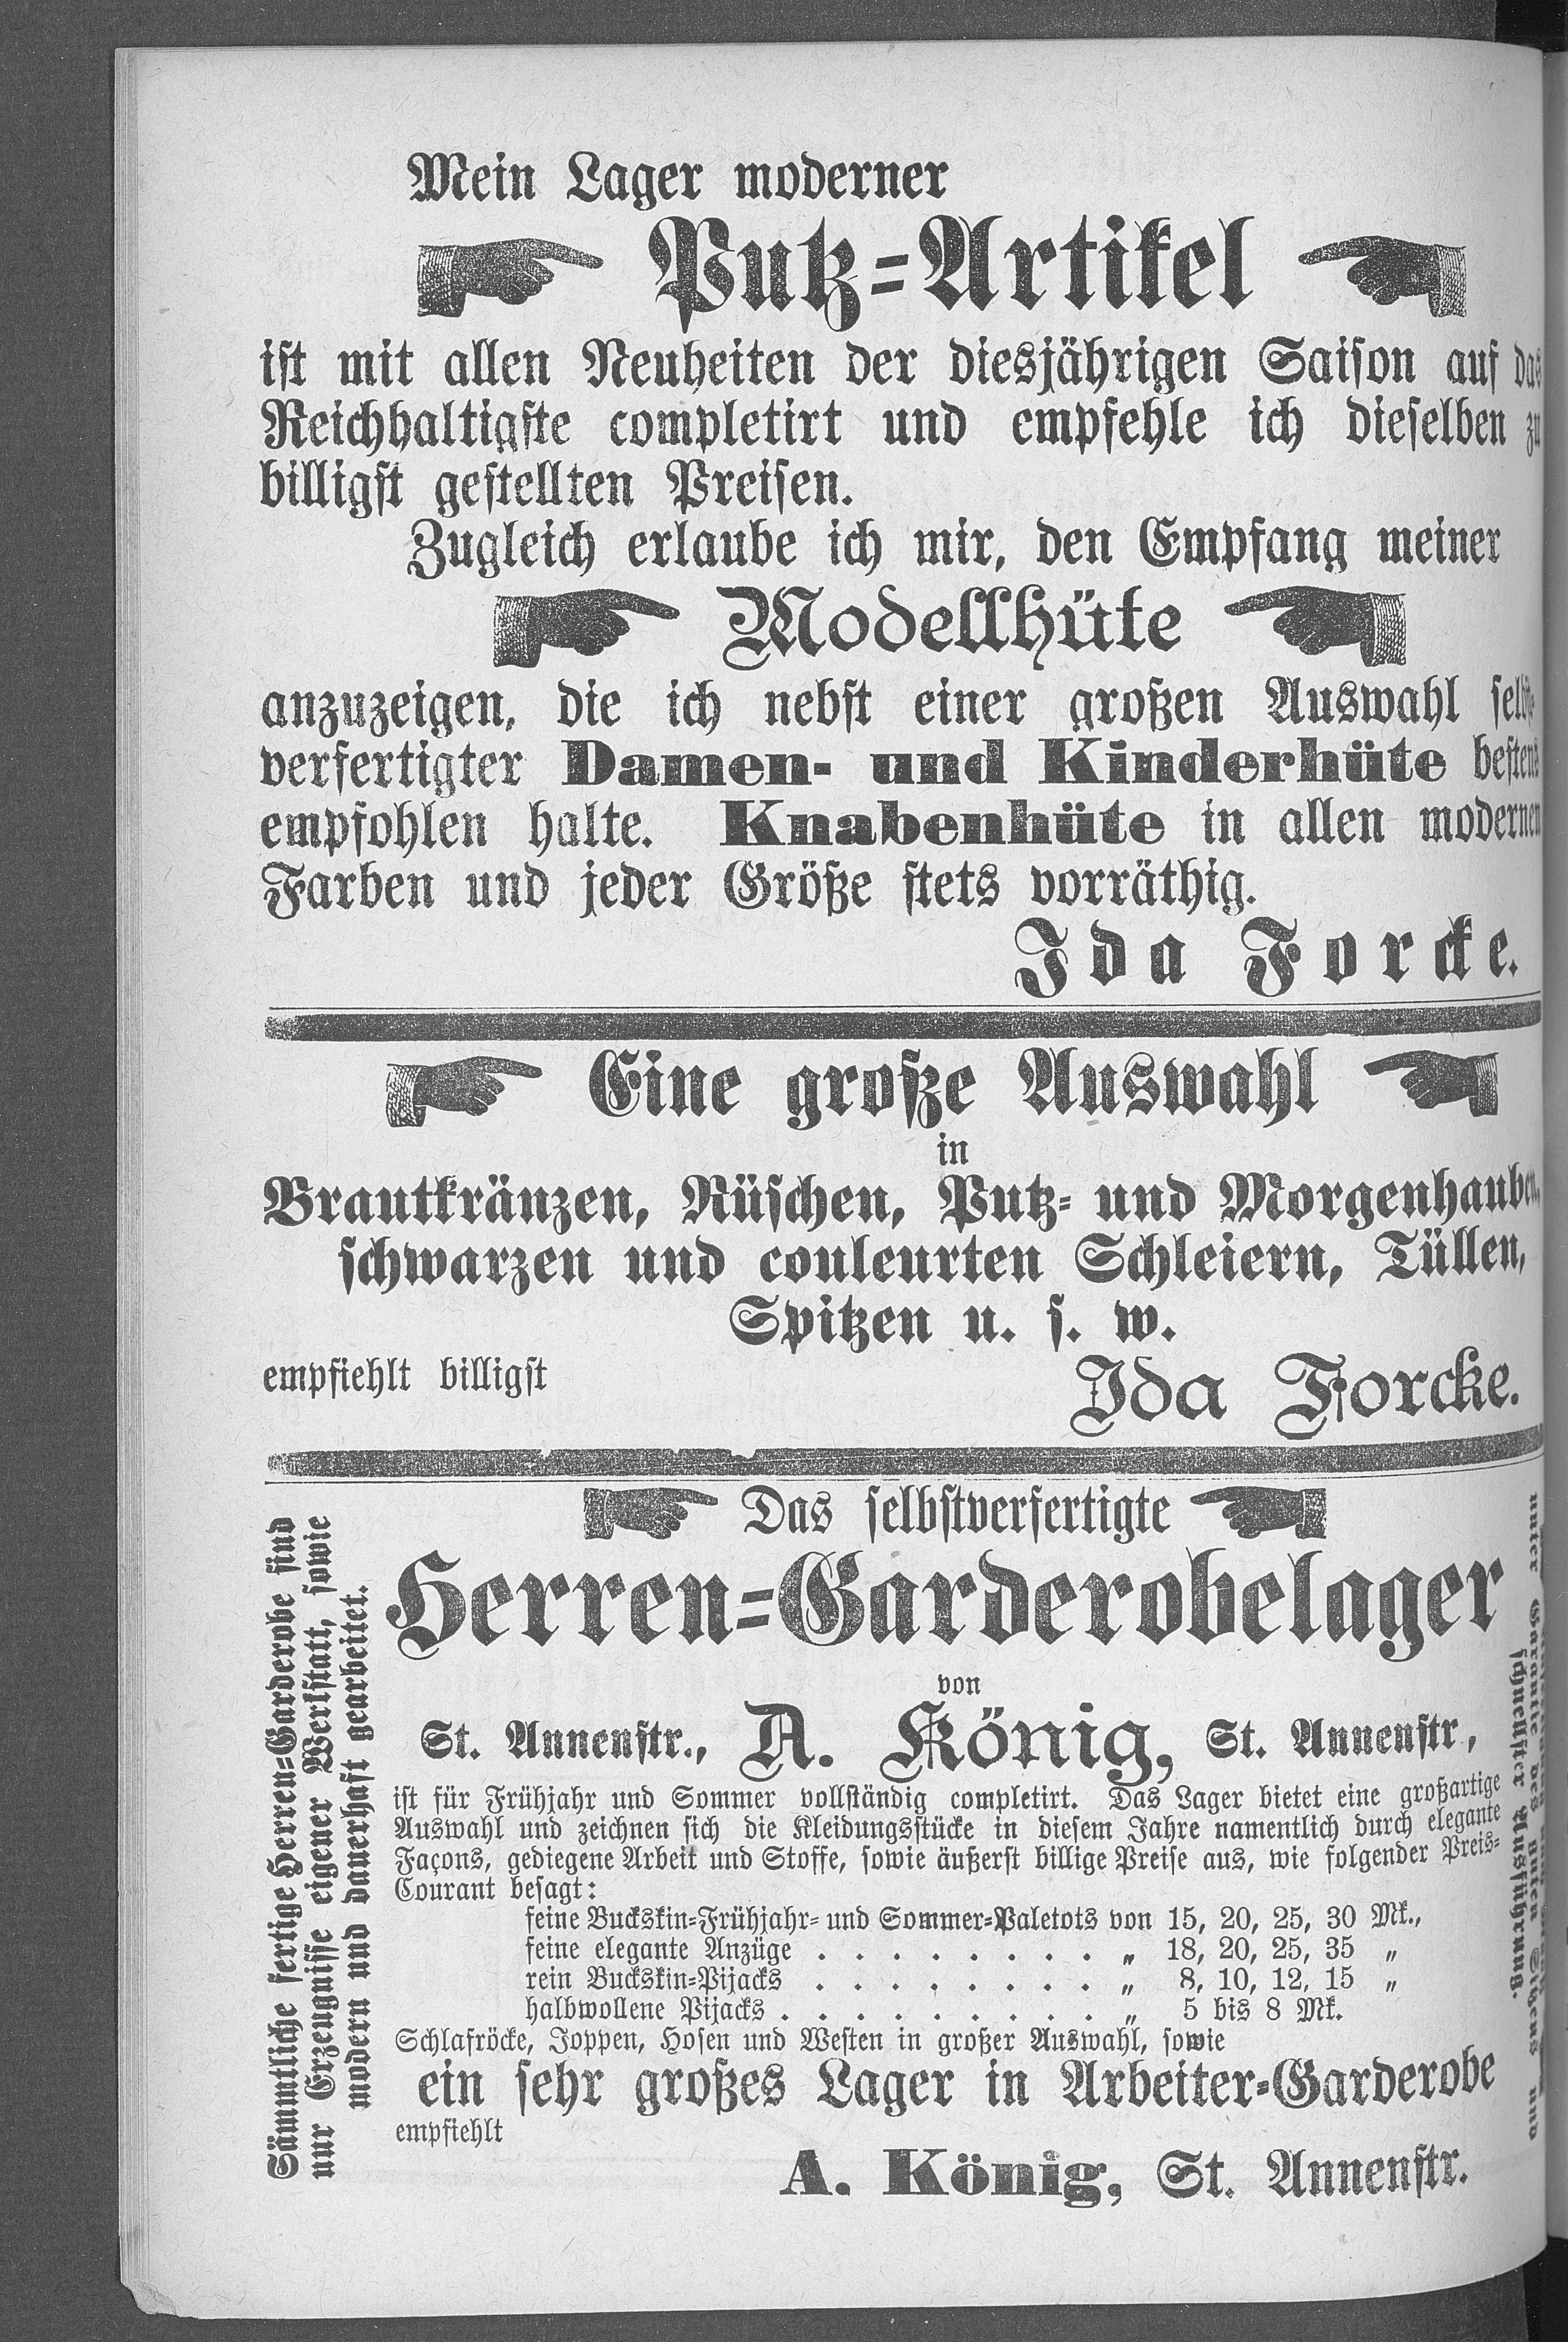 Mein Lager moderner
Putz-Artikel
ist mit allen Neuheiten der diesjährigen Saison auf das
Reichhaltigste completirt und empfehle ich dieselben zu
billigst gestellten Preisen.
Zugleich erlaube ich mir, den Empfang meiner
Modellhüte
anzuzeigen, die ich nebst einer großen Auswahl selbst-
verfertigter Damen- und Kinderhüte bestens
empfohlen halte. Knabenhüte in allen modernen
Farben und jeder Größe stets vorräthig.
Ida Forcke.
Eine große Auswahl
in
Brautkränzen, Rüschen, Putz- und Morgenhauben,
schwarzen und couleurten Schleiern, Tüllen,
Spitzen u. s. w.
empfiehlt billigst
Ida Forcke.
Sämmtliche fertige Herren-Garderobe sind
nur Erzeugnisse eigener Werkstatt, sowie
modern und dauerhaft gearbeitet.
Das selbstverfertigte
Herren-Garderobelager
von
St. Annenstr., A. König, St. Annenstr,
ist für Frühjahr und Sommer vollständig completirt. Das Lager bietet eine großartige
Auswahl und zeichnen sich die Kleidungsstücke in diesem Jahre namentlich durch elegante
Façons, gediegene Arbeit und Stoffe, sowie äußerst billige Preise aus, wie folgender Preis-
Courant besagt:
feine Buckskin-Frühjahr- und Sommer-Paletots von 15, 20, 25, 30 Mk.,
feine elegante Anzüge . . . . . . . . . „ 18, 20, 25, 35 „
rein Buckskin-Pijacks . . . . . . . . . „ 8, 10, 12, 15 „
halbwollene Pijacks . . . . . . . . . . „ 5 bis 8 Mk.
Schlafröcke, Joppen, Hosen und Westen in großer Auswahl, sowie
ein sehr großes Lager in Arbeiter-Garderobe
empfiehlt
A. König, St. Annenstr.
unter Garantie des guten Sitzens und
schnellster Ausführung.